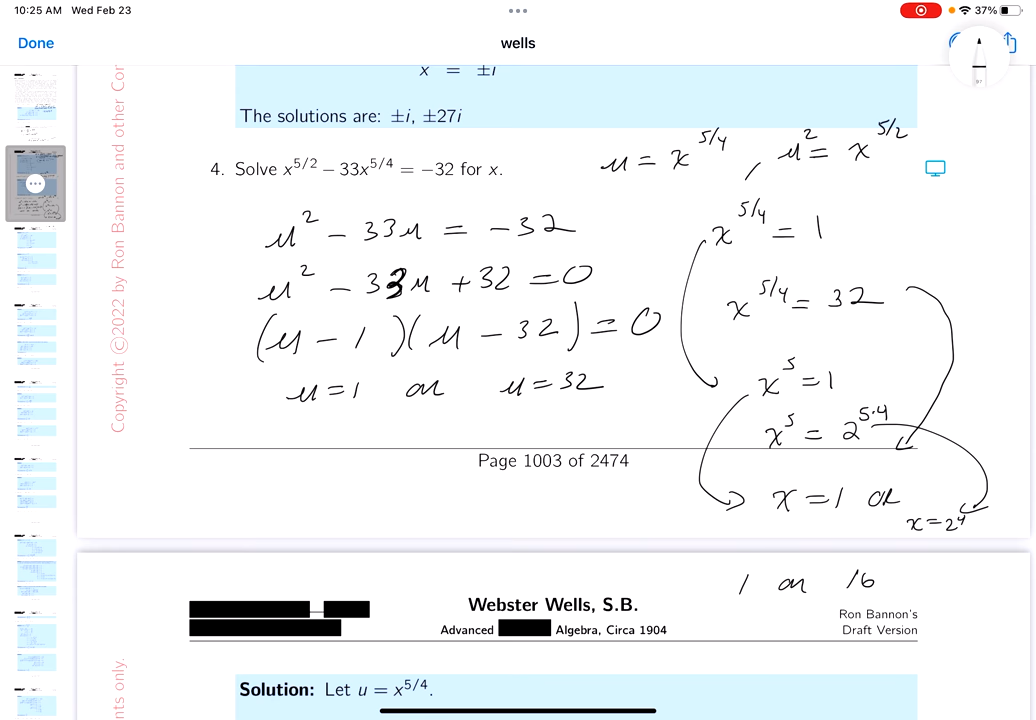 10:25 AM Wed Feb 23
37%
Done
wells
x = ±i
The solutions are: ±i, ±27i
4. Solve x^{5/2} − 33x^{5/4} = −32 for x.
u = x^{5/4}, u^2 = x^{5/2}
u^2 − 33u = −32
x^{5/4} = 1
u^2 − 33u + 32 = 0
x^{5/4} = 32
(u − 1)(u − 32) = 0
u = 1 or u = 32
x^5 = 1
x^5 = 2^{5·4}
Page 1003 of 2474
x = 1 or
x = 2^4
1 or 16
Copyright ©2022 by Ron Bannon and other Cor
Webster Wells, S.B.
Advanced Algebra, Circa 1904
Ron Bannon's
Draft Version
Solution: Let u = x^{5/4}.
nts only.
97